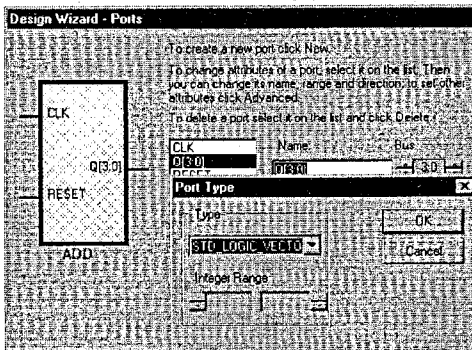 Design Wizard - Ports
To create a new port click New.
To change attributes of a port, select it on the list. Then
you can change its name, range and direction, to set other
attributes click Advanced.
To delete a port select it on the list and click Delete.
CLK
Q[3:0]
RESET
ADD
CLK
Q[3:0]
RESET
Name:
Q[3:0]
Bus
3:0
Port Type
Type
STD_LOGIC_VECTO
Integer Range
OK
Cancel